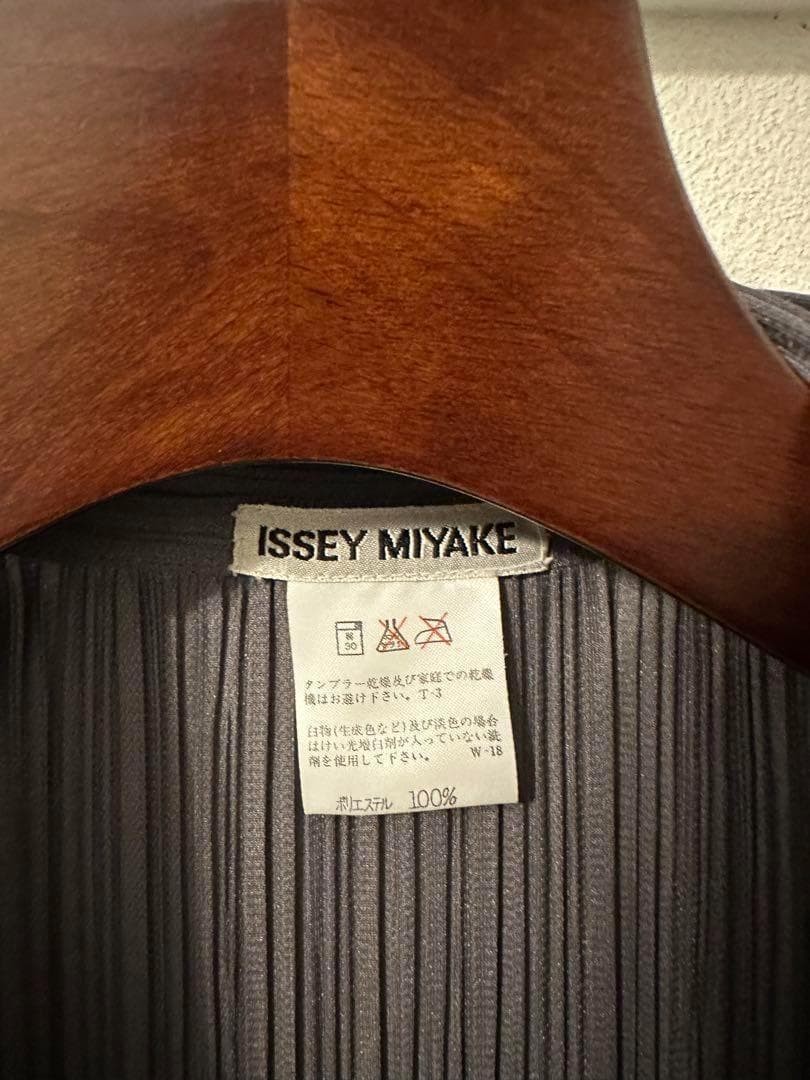 ISSEY MIYAKE
30
タンブラー乾燥及び家庭での乾燥
機はお避け下さい。T-3
白物(生成色など)及び淡色の場合
はけい光増白剤が入っていない洗
剤を使用して下さい。 W-18
ポリエステル 100%